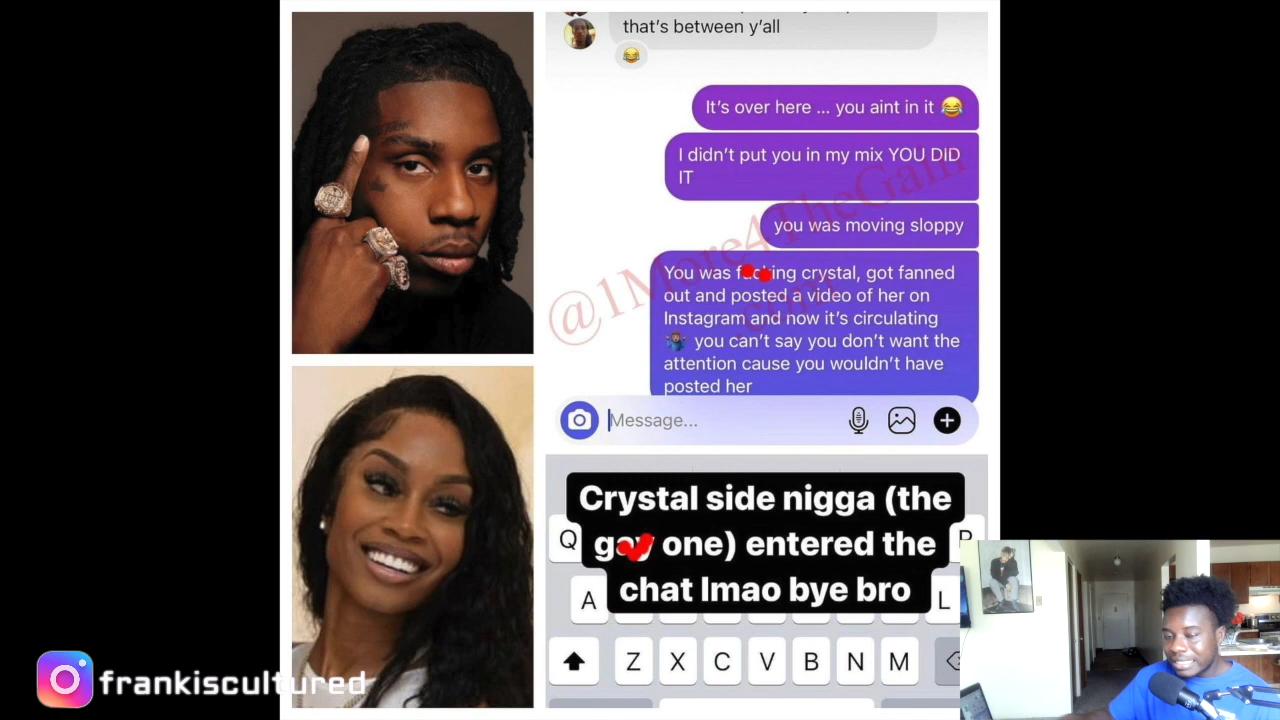 that's between y'all
It's over here ... you aint in it 😂
I didn't put you in my mix YOU DID
IT
you was moving sloppy
You was fucking crystal, got fanned
out and posted a video of her on
Instagram and now it's circulating
🤷🏾‍♂️ you can't say you don't want the
attention cause you wouldn't have
posted her
@1More4TheGain
Message...
Crystal side nigga (the
gay one) entered the
chat lmao bye bro
Q
P
A
L
Z X C V B N M
frankiscultured